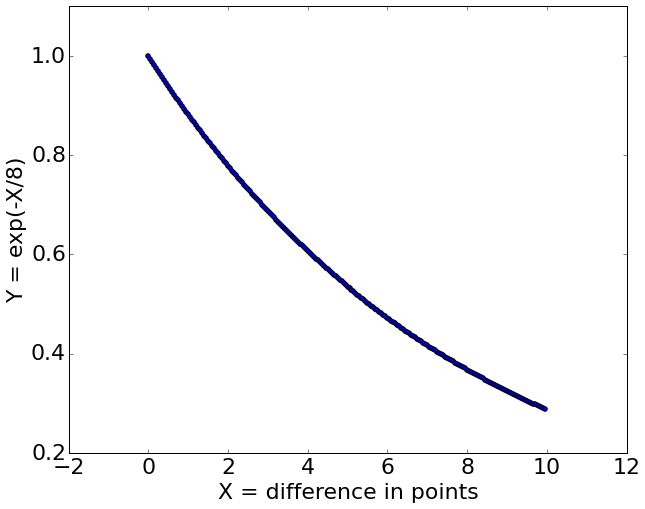 1.0
0.8
0.6
0.4
0.2
Y = exp(-X/8)
−2 0 2 4 6 8 10 12
X = difference in points